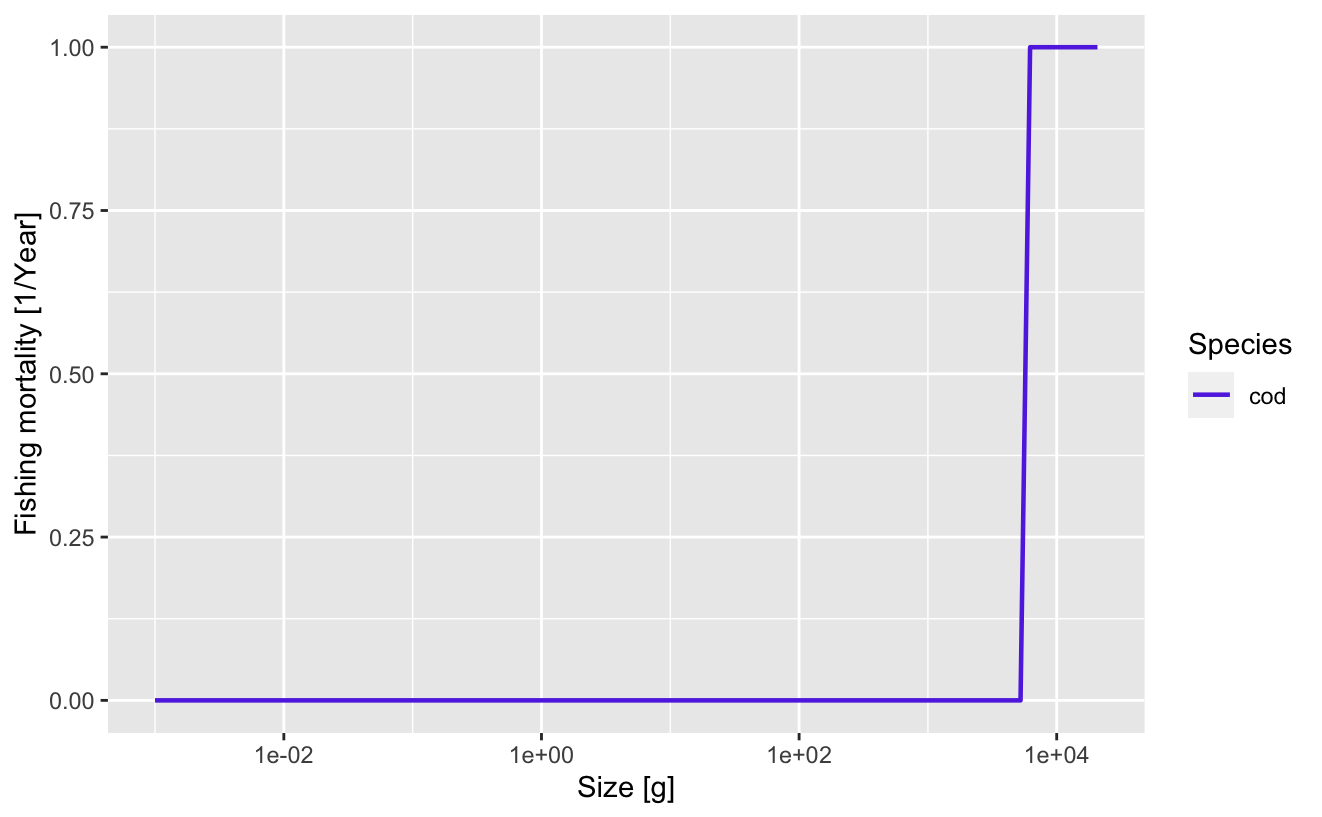 1.00
0.75
0.50
0.25
0.00
Fishing mortality [1/Year]
1e-02 1e+00 1e+02 1e+04
Size [g]
Species
cod